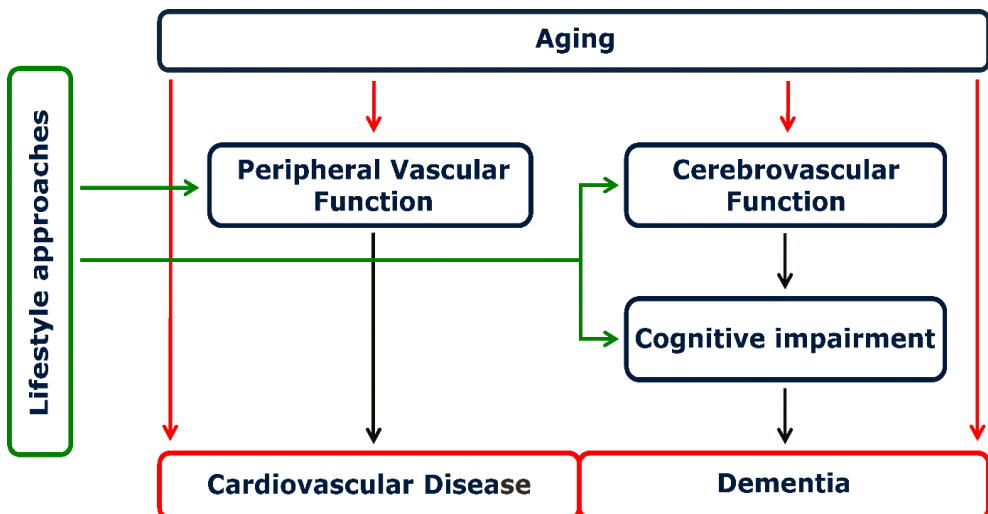 Aging
Lifestyle approaches
Peripheral Vascular
Function
Cerebrovascular
Function
Cognitive impairment
Cardiovascular Disease
Dementia